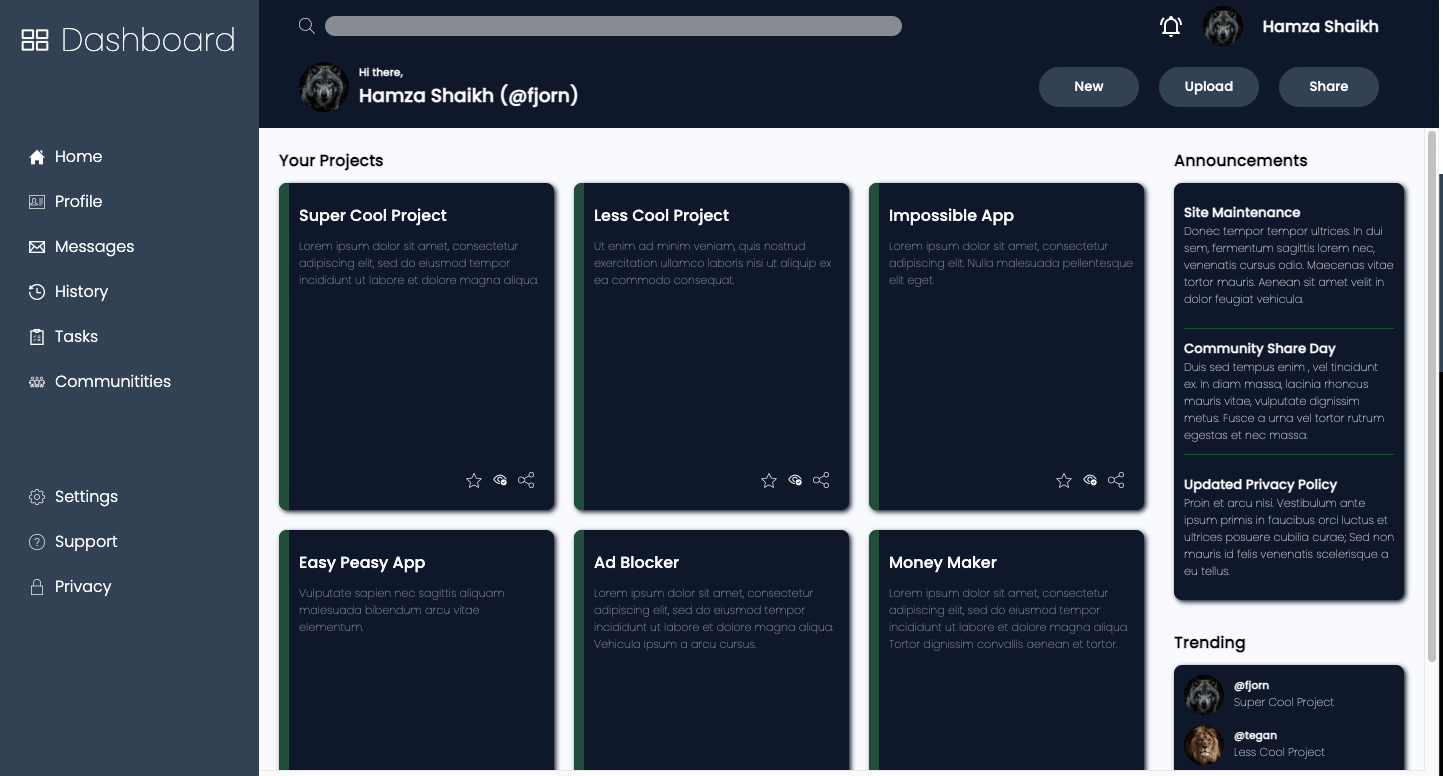 Dashboard
Home
Profile
Messages
History
Tasks
Communitities
Settings
Support
Privacy
Hamza Shaikh
Hi there,
Hamza Shaikh (@fjorn)
New
Upload
Share
Your Projects
Super Cool Project
Lorem ipsum dolor sit amet, consectetur
adipiscing elit, sed do eiusmod tempor
incididunt ut labore et dolore magna aliqua.
Less Cool Project
Ut enim ad minim veniam, quis nostrud
exercitation ullamco laboris nisi ut aliquip ex
ea commodo consequat.
Impossible App
Lorem ipsum dolor sit amet, consectetur
adipiscing elit. Nulla malesuada pellentesque
elit eget.
Easy Peasy App
Vulputate sapien nec sagittis aliquam
malesuada bibendum arcu vitae
elementum.
Ad Blocker
Lorem ipsum dolor sit amet, consectetur
adipiscing elit, sed do eiusmod tempor
incididunt ut labore et dolore magna aliqua.
Vehicula ipsum a arcu cursus.
Money Maker
Lorem ipsum dolor sit amet, consectetur
adipiscing elit, sed do eiusmod tempor
incididunt ut labore et dolore magna aliqua.
Tortor dignissim convallis aenean et tortor.
Announcements
Site Maintenance
Donec tempor tempor ultrices. In dui
sem, fermentum sagittis lorem nec,
venenatis cursus odio. Maecenas vitae
tortor mauris. Aenean sit amet velit in
dolor feugiat vehicula.
Community Share Day
Duis sed tempus enim , vel tincidunt
ex. In diam massa, lacinia rhoncus
mauris vitae, vulputate dignissim
metus. Fusce a urna vel tortor rutrum
egestas et nec massa.
Updated Privacy Policy
Proin et arcu nisi. Vestibulum ante
ipsum primis in faucibus orci luctus et
ultrices posuere cubilia curae; Sed non
mauris id felis venenatis scelerisque a
eu tellus.
Trending
@fjorn
Super Cool Project
@tegan
Less Cool Project